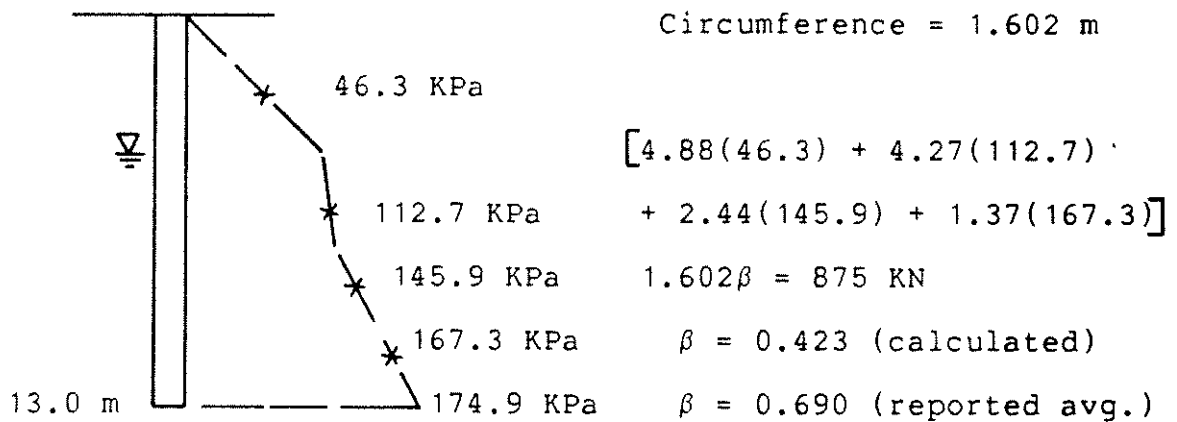 Circumference = 1.602 m
46.3 KPa
[4.88(46.3) + 4.27(112.7)
112.7 KPa + 2.44(145.9) + 1.37(167.3)]
145.9 KPa 1.602β = 875 KN
167.3 KPa β = 0.423 (calculated)
13.0 m 174.9 KPa β = 0.690 (reported avg.)